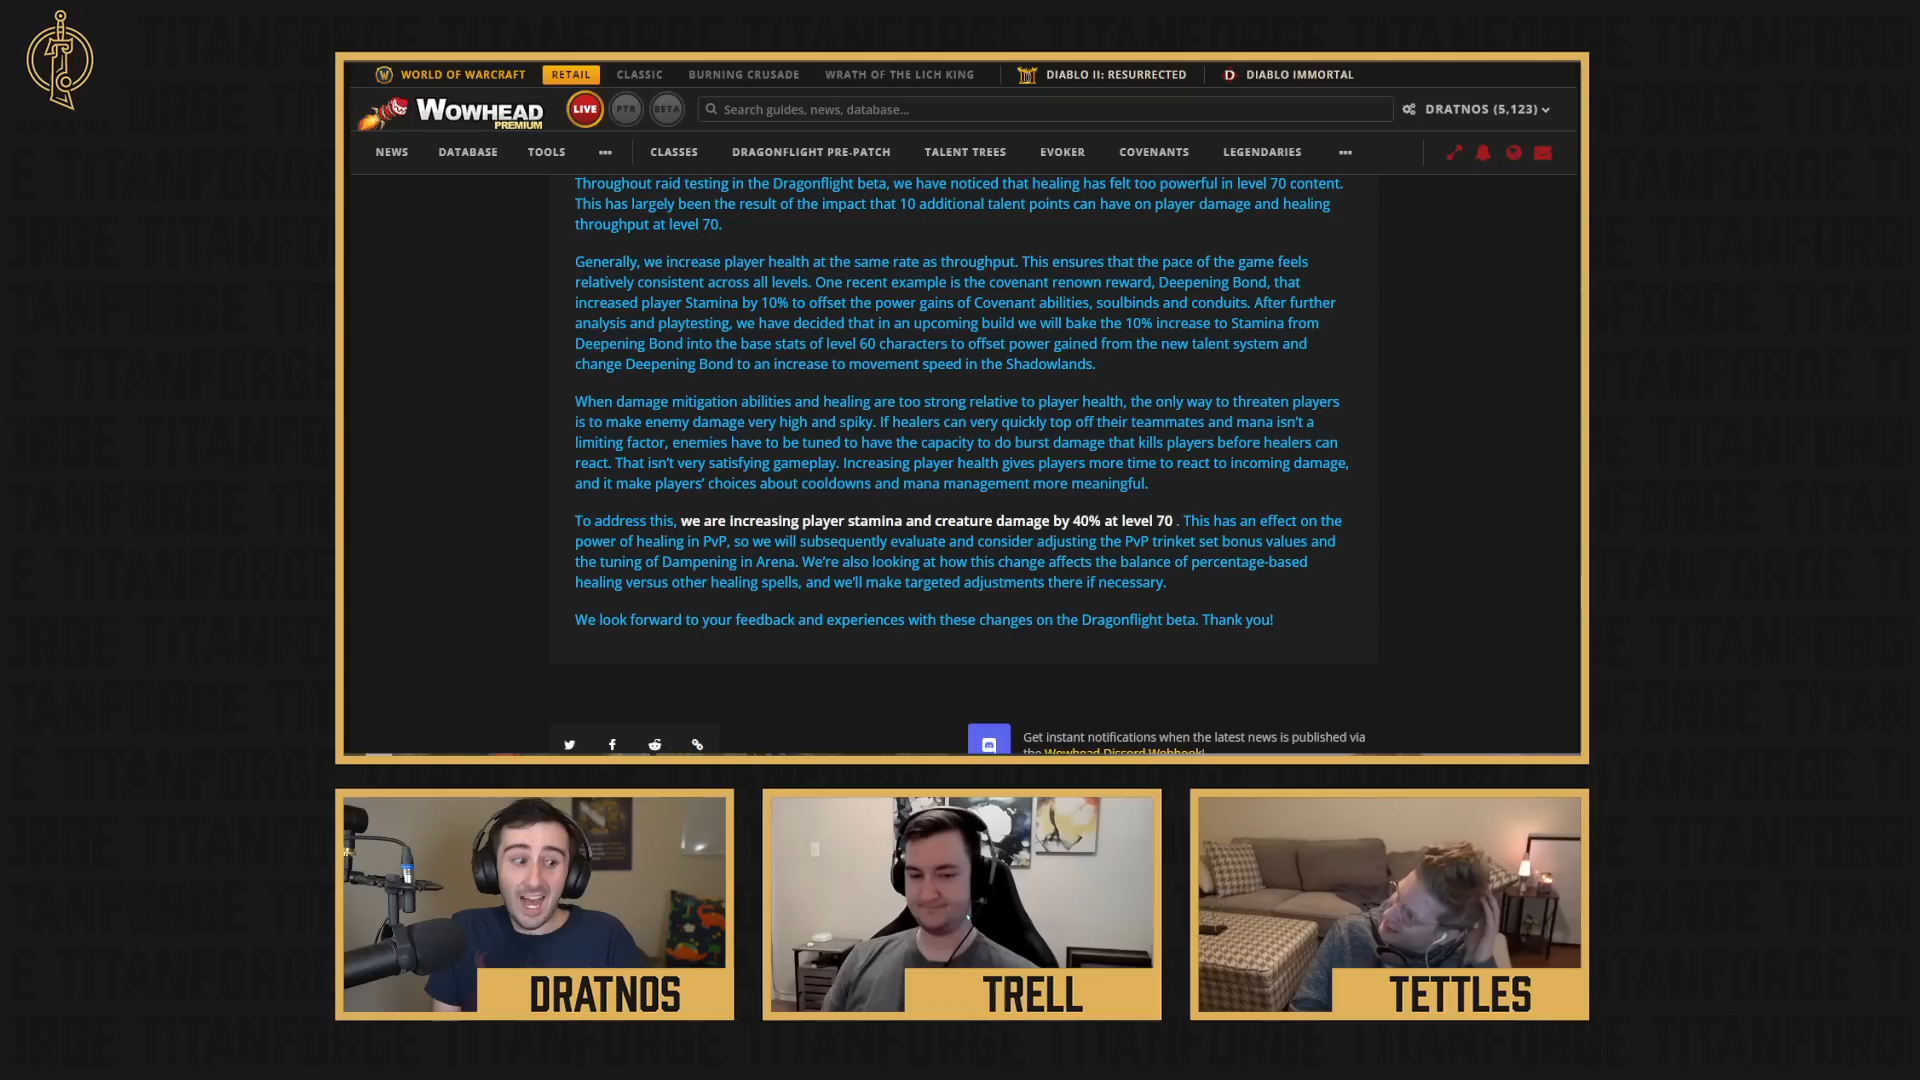 WORLD OF WARCRAFT RETAIL CLASSIC BURNING CRUSADE WRATH OF THE LICH KING DIABLO II: RESURRECTED DIABLO IMMORTAL
WOWHEAD PREMIUM LIVE PTR BETA Search guides, news, database... DRATNOS (5,123)
NEWS DATABASE TOOLS ••• CLASSES DRAGONFLIGHT PRE-PATCH TALENT TREES EVOKER COVENANTS LEGENDARIES •••
Throughout raid testing in the Dragonflight beta, we have noticed that healing has felt too powerful in level 70 content.
This has largely been the result of the impact that 10 additional talent points can have on player damage and healing
throughput at level 70.
Generally, we increase player health at the same rate as throughput. This ensures that the pace of the game feels
relatively consistent across all levels. One recent example is the covenant renown reward, Deepening Bond, that
increased player Stamina by 10% to offset the power gains of Covenant abilities, soulbinds and conduits. After further
analysis and playtesting, we have decided that in an upcoming build we will bake the 10% increase to Stamina from
Deepening Bond into the base stats of level 60 characters to offset power gained from the new talent system and
change Deepening Bond to an increase to movement speed in the Shadowlands.
When damage mitigation abilities and healing are too strong relative to player health, the only way to threaten players
is to make enemy damage very high and spiky. If healers can very quickly top off their teammates and mana isn't a
limiting factor, enemies have to be tuned to have the capacity to do burst damage that kills players before healers can
react. That isn't very satisfying gameplay. Increasing player health gives players more time to react to incoming damage,
and it make players' choices about cooldowns and mana management more meaningful.
To address this, we are increasing player stamina and creature damage by 40% at level 70 . This has an effect on the
power of healing in PvP, so we will subsequently evaluate and consider adjusting the PvP trinket set bonus values and
the tuning of Dampening in Arena. We're also looking at how this change affects the balance of percentage-based
healing versus other healing spells, and we'll make targeted adjustments there if necessary.
We look forward to your feedback and experiences with these changes on the Dragonflight beta. Thank you!
Get instant notifications when the latest news is published via
the Wowhead Discord Webhook!
DRATNOS
TRELL
TETTLES